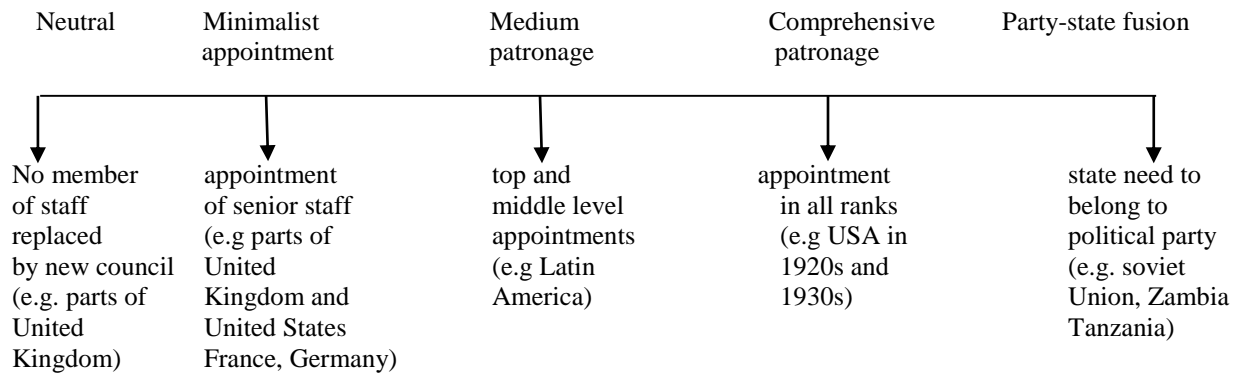 Neutral
Minimalist
appointment
Medium
patronage
Comprehensive
patronage
Party-state fusion
No member
of staff
replaced
by new council
(e.g. parts of
United
Kingdom)
appointment
of senior staff
(e.g parts of
United
Kingdom and
United States
France, Germany)
top and
middle level
appointments
(e.g Latin
America)
appointment
in all ranks
(e.g USA in
1920s and
1930s)
state need to
belong to
political party
(e.g. soviet
Union, Zambia
Tanzania)